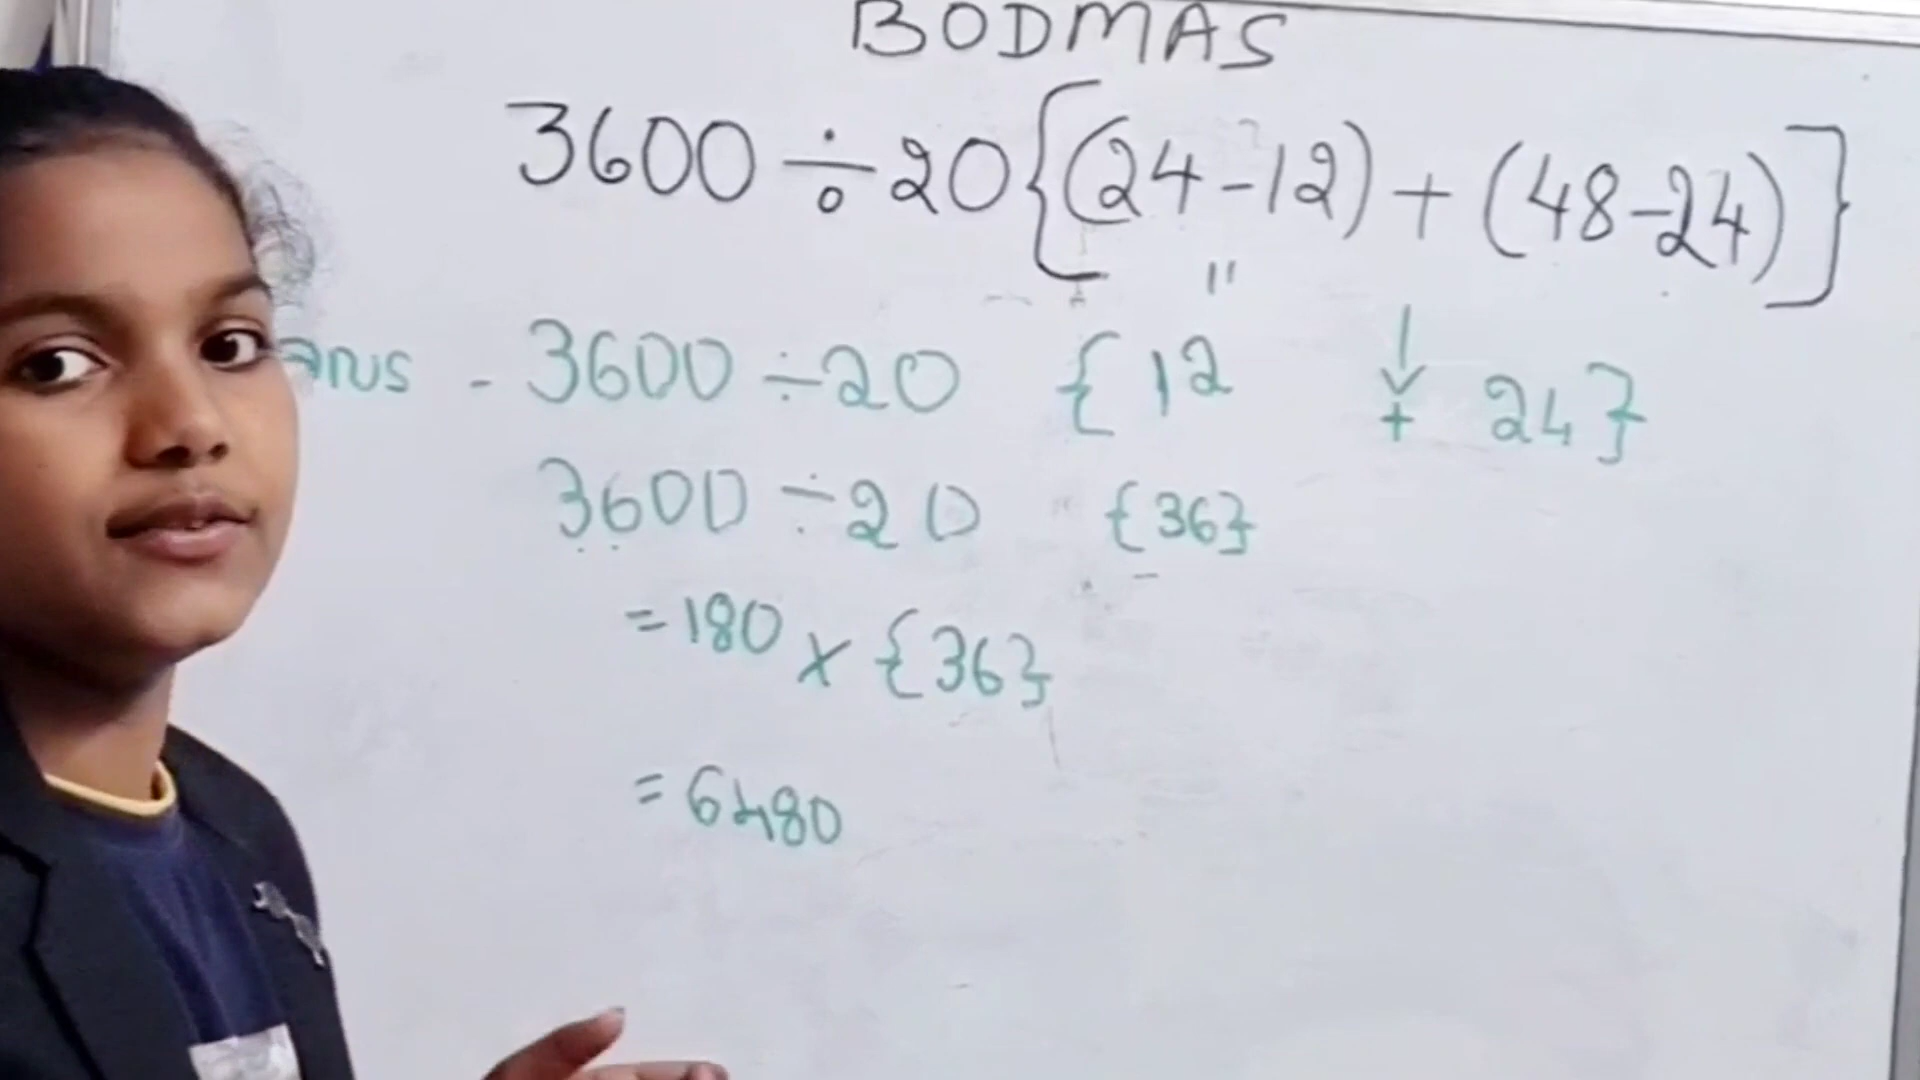 BODMAS
3600 ÷ 20{(24-12) + (48-24)}
"
ans - 3600 ÷ 20 {12 ↓ + 24}
3600 ÷ 20 {36}
= 180 x {36}
= 6480